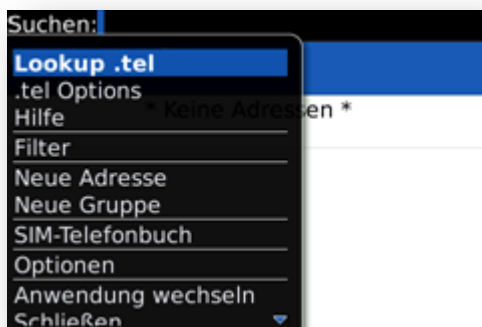 Suchen:
Lookup .tel
.tel Options
* Keine Adressen *
Hilfe
Filter
Neue Adresse
Neue Gruppe
SIM-Telefonbuch
Optionen
Anwendung wechseln
Schließen